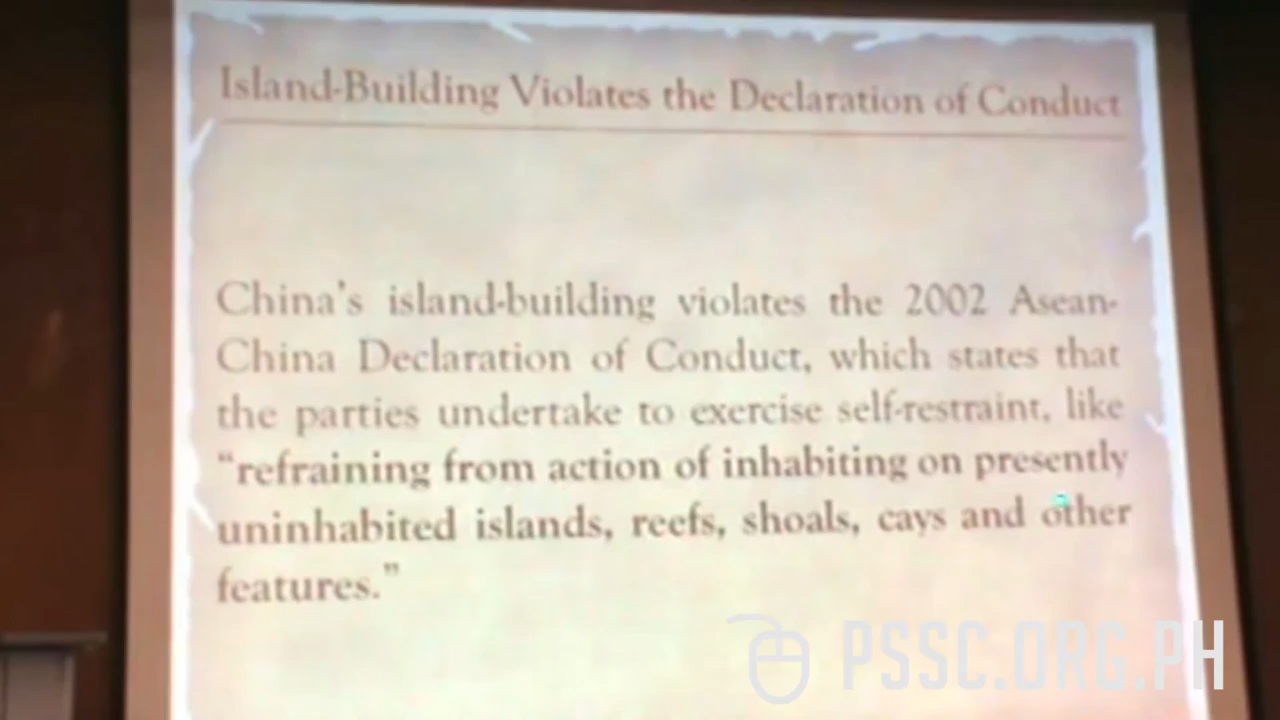 Island-Building Violates the Declaration of Conduct
China's island-building violates the 2002 Asean-
China Declaration of Conduct, which states that
the parties undertake to exercise self-restraint, like
“refraining from action of inhabiting on presently
uninhabited islands, reefs, shoals, cays and other
features.”
PSSC.ORG.PH